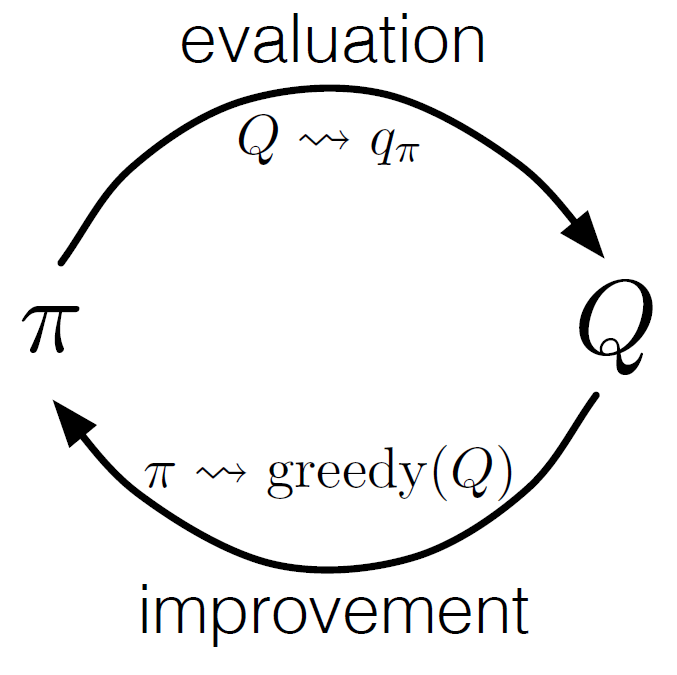 evaluation
Q ⇝ qπ
π Q
π ⇝ greedy(Q)
improvement